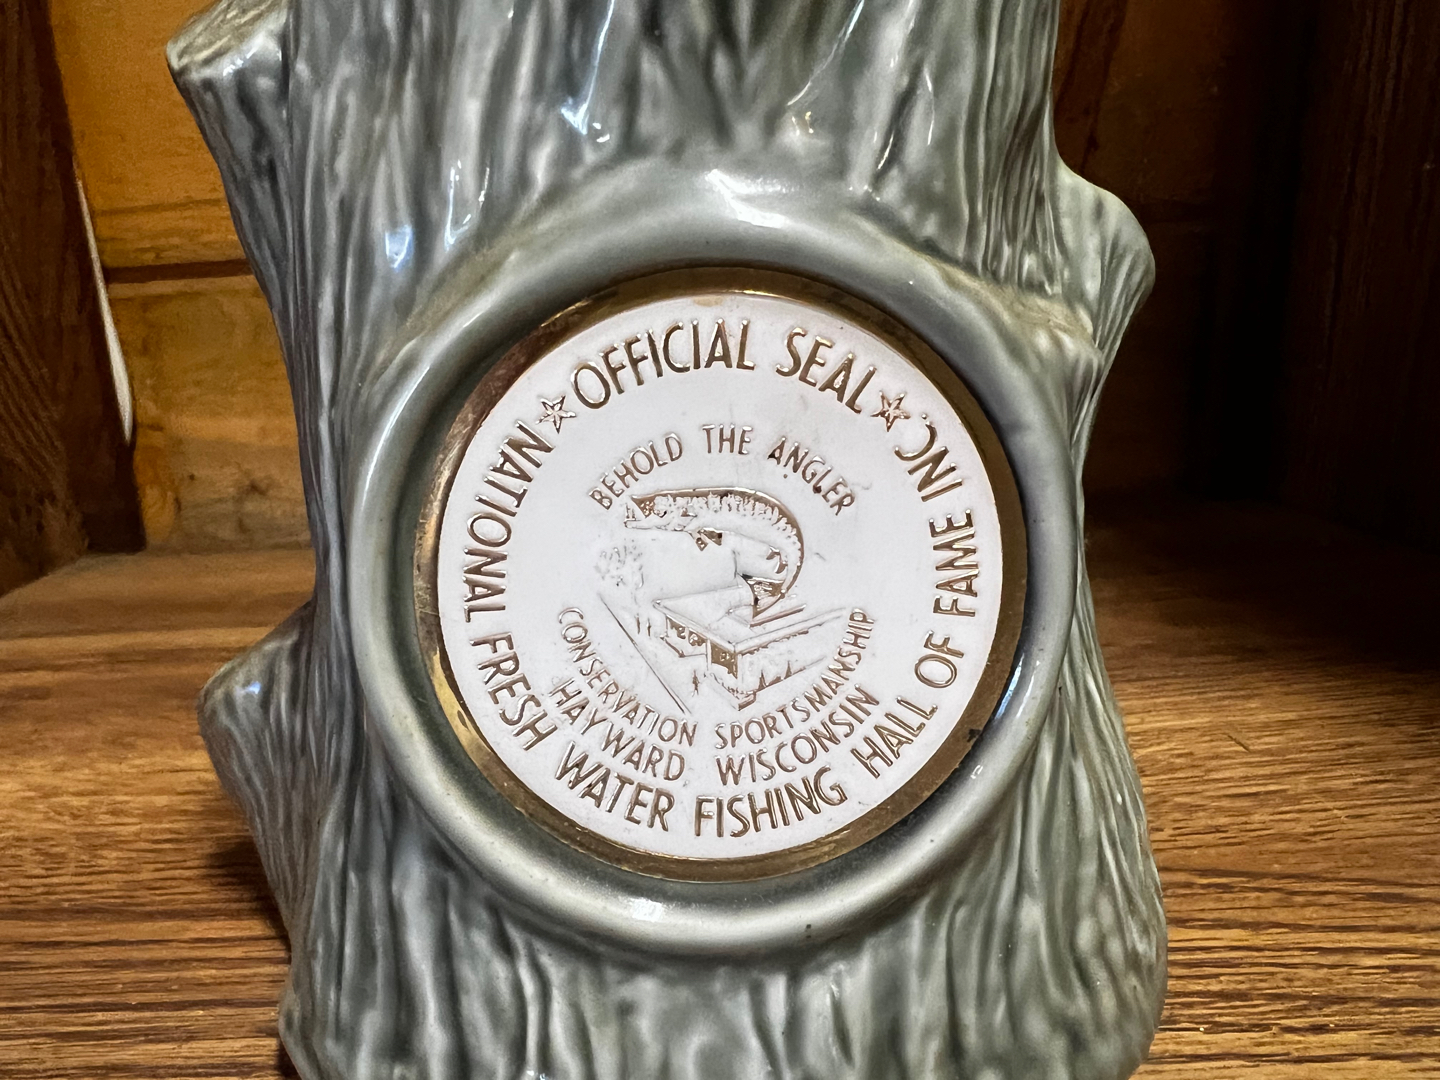 OFFICIAL SEAL
NATIONAL FRESH WATER FISHING HALL OF FAME INC.
BEHOLD THE ANGLER
CONSERVATION SPORTSMANSHIP
HAYWARD WISCONSIN